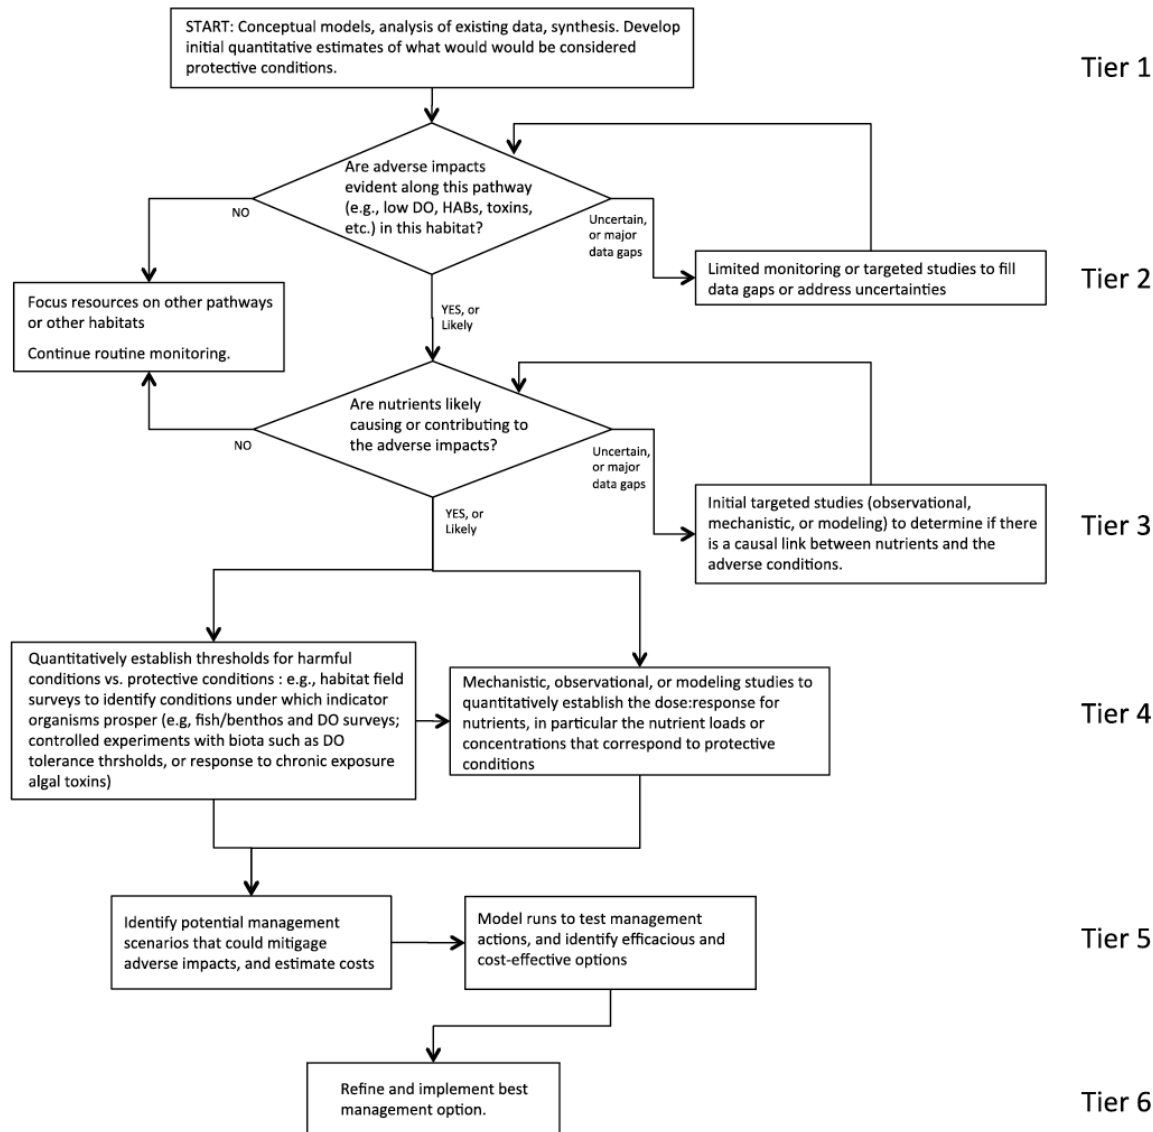 START: Conceptual models, analysis of existing data, synthesis. Develop
initial quantitative estimates of what would would be considered
protective conditions.
Tier 1
Are adverse impacts
evident along this pathway
(e.g., low DO, HABs, toxins,
etc.) in this habitat?
NO
Uncertain,
or major
data gaps
YES, or
Likely
Limited monitoring or targeted studies to fill
data gaps or address uncertainties
Tier 2
Focus resources on other pathways
or other habitats
Continue routine monitoring.
Are nutrients likely
causing or contributing to
the adverse impacts?
NO
Uncertain,
or major
data gaps
YES, or
Likely
Initial targeted studies (observational,
mechanistic, or modeling) to determine if there
is a causal link between nutrients and the
adverse conditions.
Tier 3
Quantitatively establish thresholds for harmful
conditions vs. protective conditions : e.g., habitat field
surveys to identify conditions under which indicator
organisms prosper (e.g, fish/benthos and DO surveys;
controlled experiments with biota such as DO
tolerance thrsholds, or response to chronic exposure
algal toxins)
Mechanistic, observational, or modeling studies to
quantitatively establish the dose:response for
nutrients, in particular the nutrient loads or
concentrations that correspond to protective
conditions
Tier 4
Identify potential management
scenarios that could mitigage
adverse impacts, and estimate costs
Model runs to test management
actions, and identify efficacious and
cost-effective options
Tier 5
Refine and implement best
management option.
Tier 6